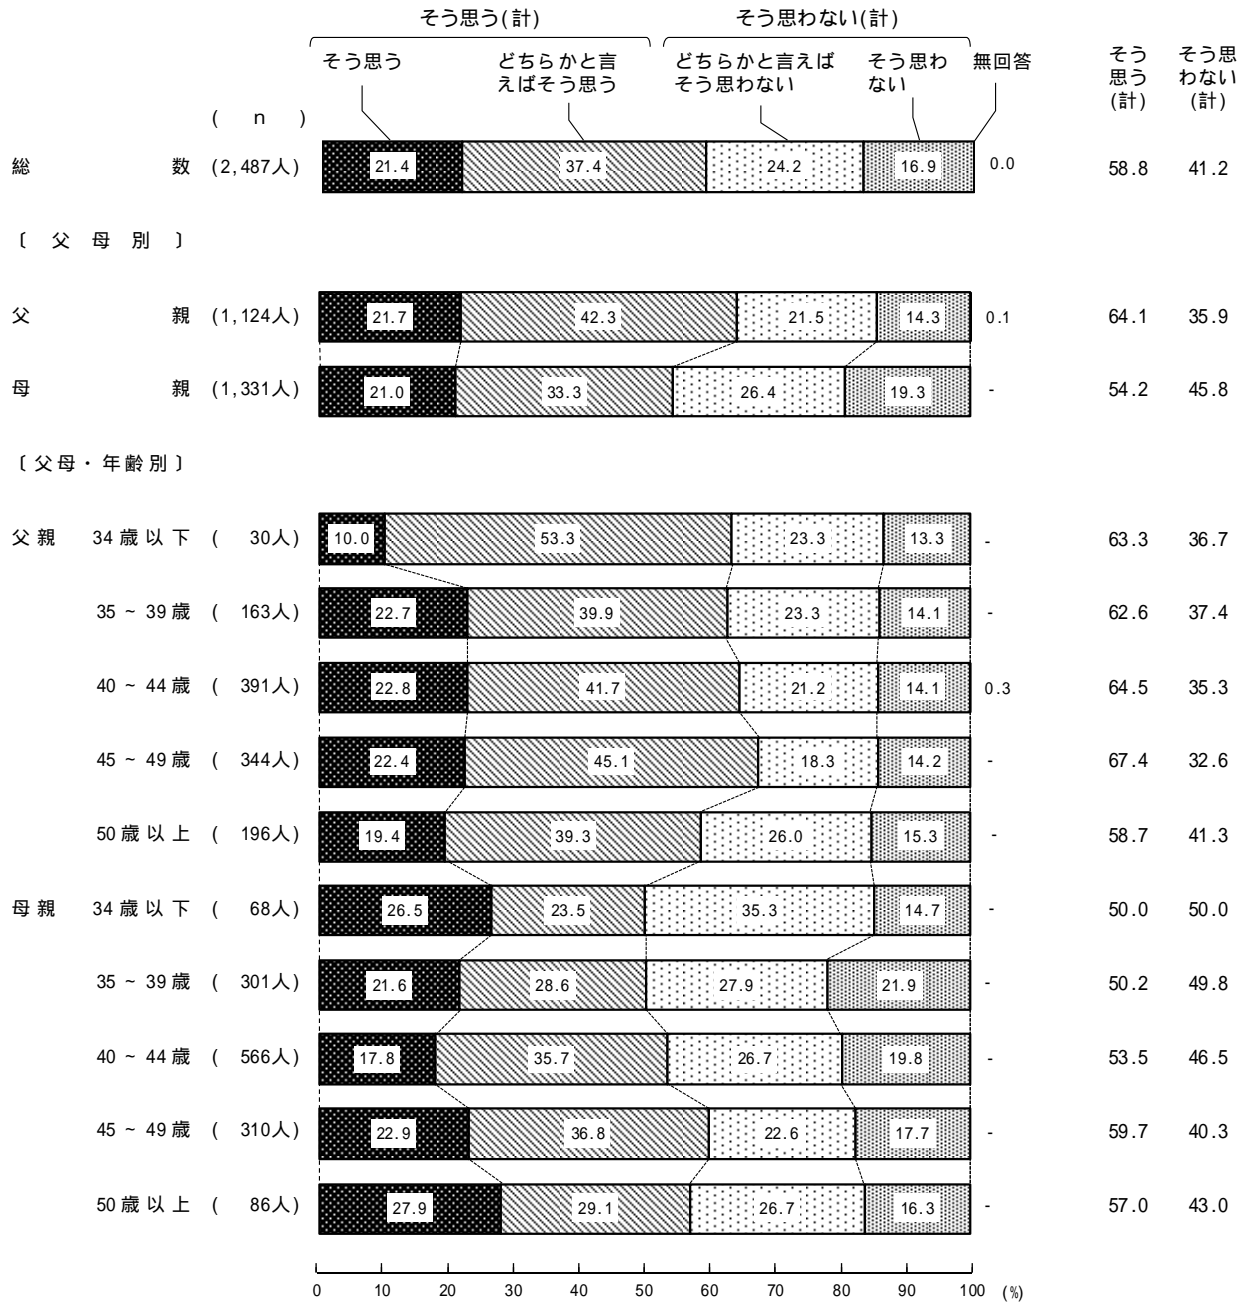 そう思う(計) そう思わない(計)
そう思う どちらかと言えばそう思う どちらかと言えばそう思わない そう思わない 無回答 そう思う(計) そう思わない(計)
( n )
総数 (2,487人) 21.4 37.4 24.2 16.9 0.0 58.8 41.2
〔父母別〕
父親 (1,124人) 21.7 42.3 21.5 14.3 0.1 64.1 35.9
母親 (1,331人) 21.0 33.3 26.4 19.3 - 54.2 45.8
〔父母・年齢別〕
父親 34歳以下 ( 30人) 10.0 53.3 23.3 13.3 - 63.3 36.7
35~39歳 ( 163人) 22.7 39.9 23.3 14.1 - 62.6 37.4
40~44歳 ( 391人) 22.8 41.7 21.2 14.1 0.3 64.5 35.3
45~49歳 ( 344人) 22.4 45.1 18.3 14.2 - 67.4 32.6
50歳以上 ( 196人) 19.4 39.3 26.0 15.3 - 58.7 41.3
母親 34歳以下 ( 68人) 26.5 23.5 35.3 14.7 - 50.0 50.0
35~39歳 ( 301人) 21.6 28.6 27.9 21.9 - 50.2 49.8
40~44歳 ( 566人) 17.8 35.7 26.7 19.8 - 53.5 46.5
45~49歳 ( 310人) 22.9 36.8 22.6 17.7 - 59.7 40.3
50歳以上 ( 86人) 27.9 29.1 26.7 16.3 - 57.0 43.0
0 10 20 30 40 50 60 70 80 90 100 (%)